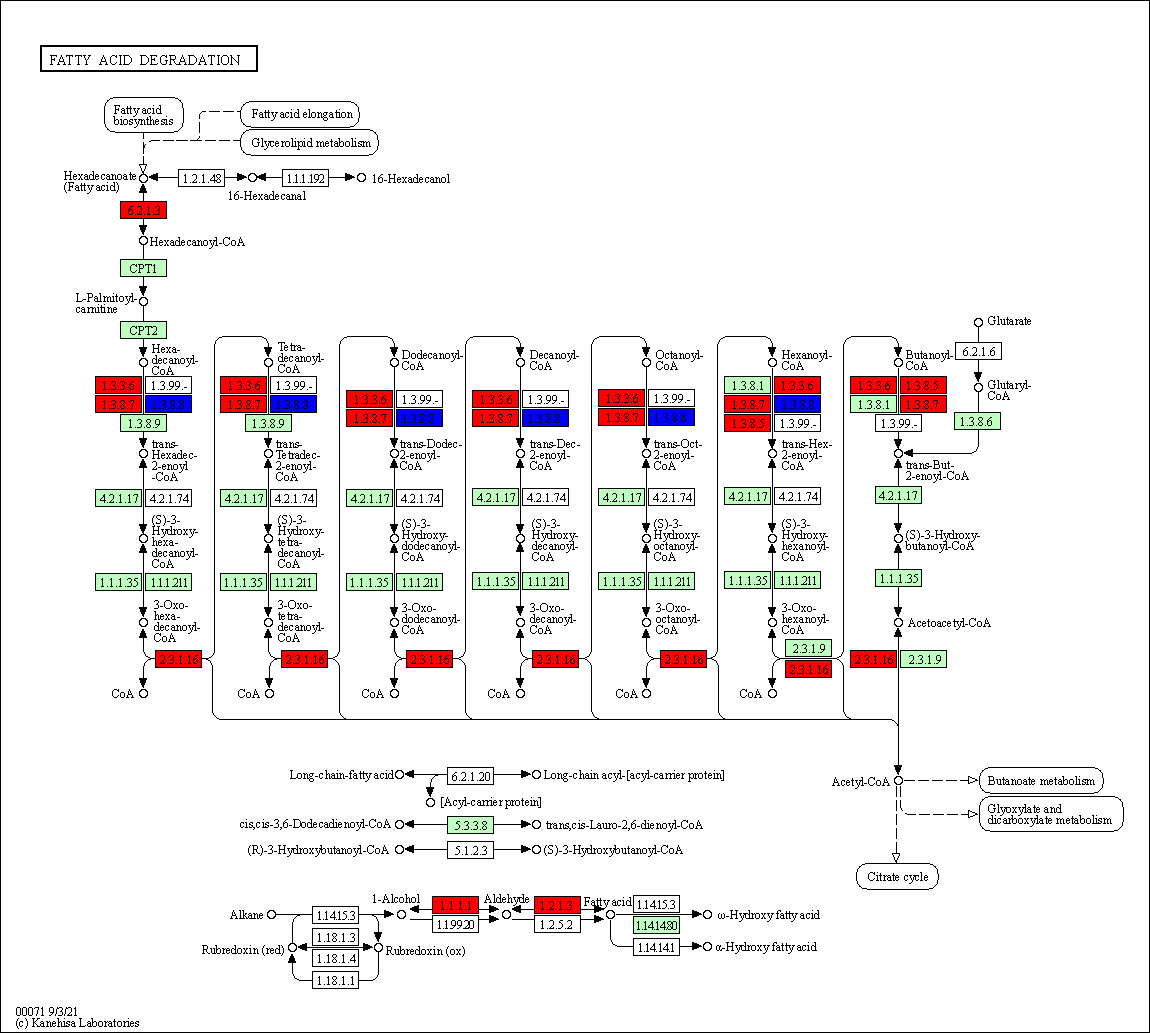 FATTY ACID DEGRADATION
Fatty acid
biosynthesis
Fatty acid elongation
Glycerolipid metabolism
Hexadecanoate
(Fatty acid)
1.2.1.48
1.1.1.192
16-Hexadecanol
16-Hexadecanal
6.2.1.3
Hexadecanoyl-CoA
CPT1
L-Palmitoyl-
carnitine
CPT2
Glutarate
6.2.1.6
Glutaryl-
CoA
1.3.8.6
Hexa-
decanoyl-
CoA
Tetra-
decanoyl-
CoA
Dodecanoyl-
CoA
Decanoyl-
CoA
Octanoyl-
CoA
Hexanoyl-
CoA
Butanoyl-
CoA
1.3.3.6
1.3.99.-
1.3.8.7
1.3.8.9
1.3.3.6
1.3.99.-
1.3.8.7
1.3.8.9
1.3.3.6
1.3.99.-
1.3.8.7
1.3.3.6
1.3.99.-
1.3.8.7
1.3.3.6
1.3.99.-
1.3.8.7
1.3.8.1
1.3.3.6
1.3.8.7
1.3.8.5
1.3.99.-
1.3.3.6
1.3.8.5
1.3.8.1
1.3.8.7
1.3.99.-
trans-
Hexadec-
2-enoyl
-CoA
trans-
Tetradec-
2-enoyl-
CoA
trans-Dodec-
2-enoyl-
CoA
trans-Dec-
2-enoyl-
CoA
trans-Oct-
2-enoyl-
CoA
trans-Hex-
2-enoyl-
CoA
trans-But-
2-enoyl-CoA
4.2.1.17
4.2.1.74
4.2.1.17
4.2.1.74
4.2.1.17
4.2.1.74
4.2.1.17
4.2.1.74
4.2.1.17
4.2.1.74
4.2.1.17
4.2.1.74
4.2.1.17
(S)-3-
Hydroxy-
hexa-
decanoyl-
CoA
(S)-3-
Hydroxy-
tetra-
decanoyl-
CoA
(S)-3-
Hydroxy-
dodecanoyl-
CoA
(S)-3-
Hydroxy-
decanoyl-
CoA
(S)-3-
Hydroxy-
octanoyl-
CoA
(S)-3-
Hydroxy-
hexanoyl-
CoA
(S)-3-Hydroxy-
butanoyl-CoA
1.1.1.35
1.1.1.211
1.1.1.35
1.1.1.211
1.1.1.35
1.1.1.211
1.1.1.35
1.1.1.211
1.1.1.35
1.1.1.211
1.1.1.35
1.1.1.211
1.1.1.35
3-Oxo-
hexa-
decanoyl-
CoA
3-Oxo-
tetra-
decanoyl-
CoA
3-Oxo-
dodecanoyl-
CoA
3-Oxo-
decanoyl-
CoA
3-Oxo-
octanoyl-
CoA
3-Oxo-
hexanoyl-
CoA
Acetoacetyl-CoA
2.3.1.16
2.3.1.16
2.3.1.16
2.3.1.16
2.3.1.16
2.3.1.9
2.3.1.16
2.3.1.16
2.3.1.9
CoA
CoA
CoA
CoA
CoA
CoA
Long-chain-fatty acid
6.2.1.20
Long-chain acyl-[acyl-carrier protein]
[Acyl-carrier protein]
cis,cis-3,6-Dodecadienoyl-CoA
5.3.3.8
trans,cis-Lauro-2,6-dienoyl-CoA
(R)-3-Hydroxybutanoyl-CoA
5.1.2.3
(S)-3-Hydroxybutanoyl-CoA
Acetyl-CoA
Butanoate metabolism
Glyoxylate and
dicarboxylate metabolism
Citrate cycle
Alkane
1.14.15.3
1-Alcohol
1.1.1.1
1.1.99.20
Aldehyde
1.2.1.3
1.2.5.2
Fatty acid
1.14.15.3
1.14.14.80
1.14.14.1
ω-Hydroxy fatty acid
α-Hydroxy fatty acid
Rubredoxin (red)
1.18.1.3
1.18.1.4
1.18.1.1
Rubredoxin (ox)
00071 9/3/21
(c) Kanehisa Laboratories